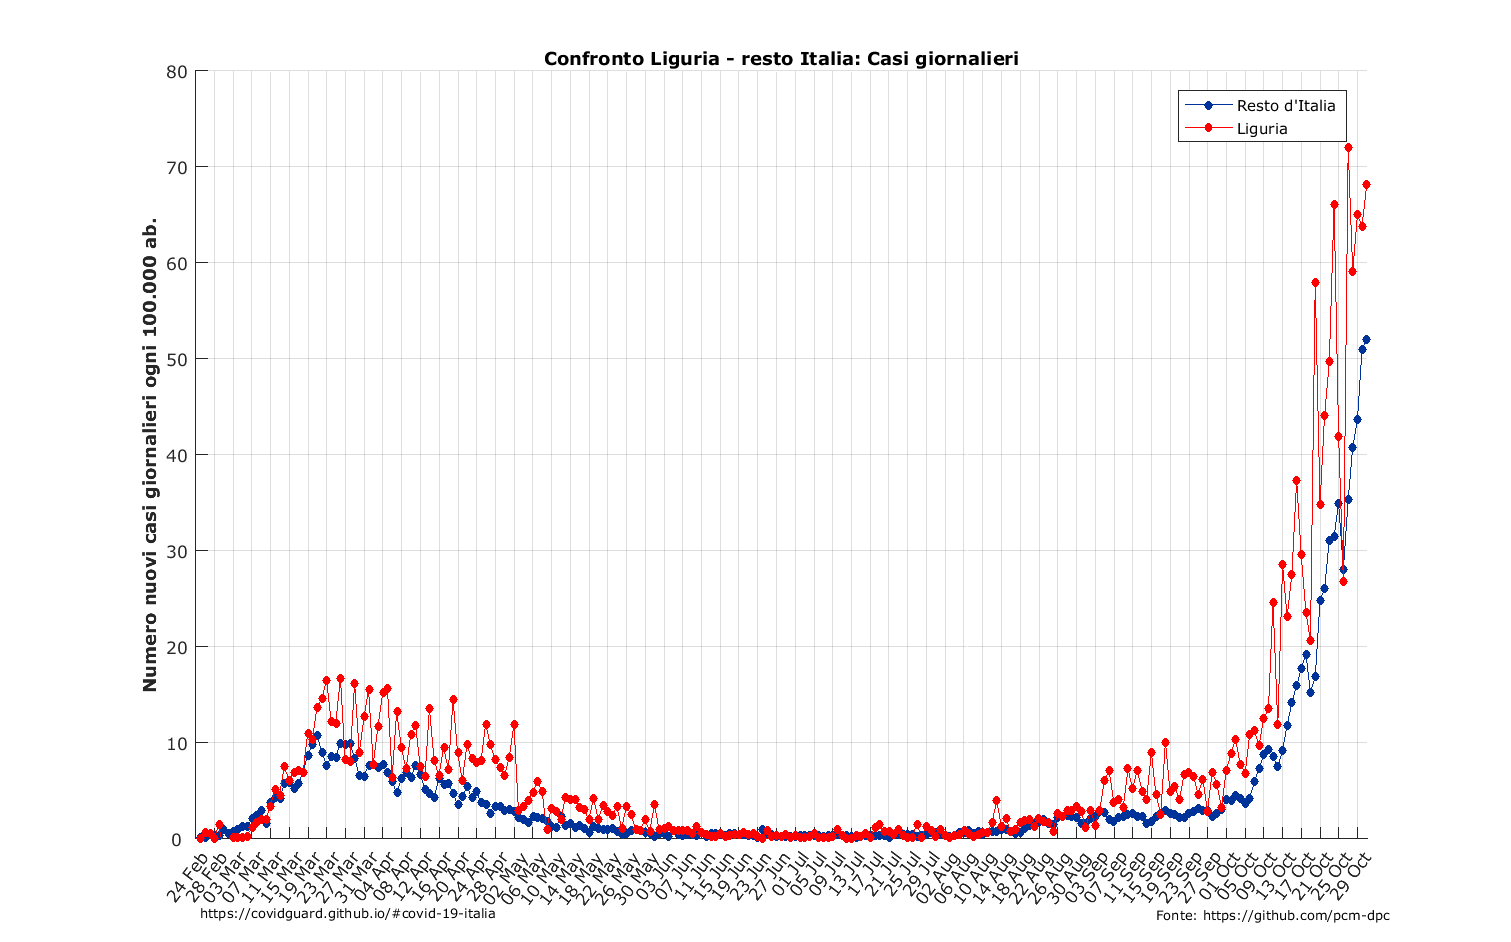 Confronto Liguria - resto Italia: Casi giornalieri
Resto d'Italia
Liguria
Numero nuovi casi giornalieri ogni 100.000 ab.
80
70
60
50
40
30
20
10
0
24 Feb
28 Feb
03 Mar
07 Mar
11 Mar
15 Mar
19 Mar
23 Mar
27 Mar
31 Mar
04 Apr
08 Apr
12 Apr
16 Apr
20 Apr
24 Apr
28 Apr
02 May
06 May
10 May
14 May
18 May
22 May
26 May
30 May
03 Jun
07 Jun
11 Jun
15 Jun
19 Jun
23 Jun
27 Jun
01 Jul
05 Jul
09 Jul
13 Jul
17 Jul
21 Jul
25 Jul
29 Jul
02 Aug
06 Aug
10 Aug
14 Aug
18 Aug
22 Aug
26 Aug
30 Aug
03 Sep
07 Sep
11 Sep
15 Sep
19 Sep
23 Sep
27 Sep
01 Oct
05 Oct
09 Oct
13 Oct
17 Oct
21 Oct
25 Oct
29 Oct
https://covidguard.github.io/#covid-19-italia
Fonte: https://github.com/pcm-dpc